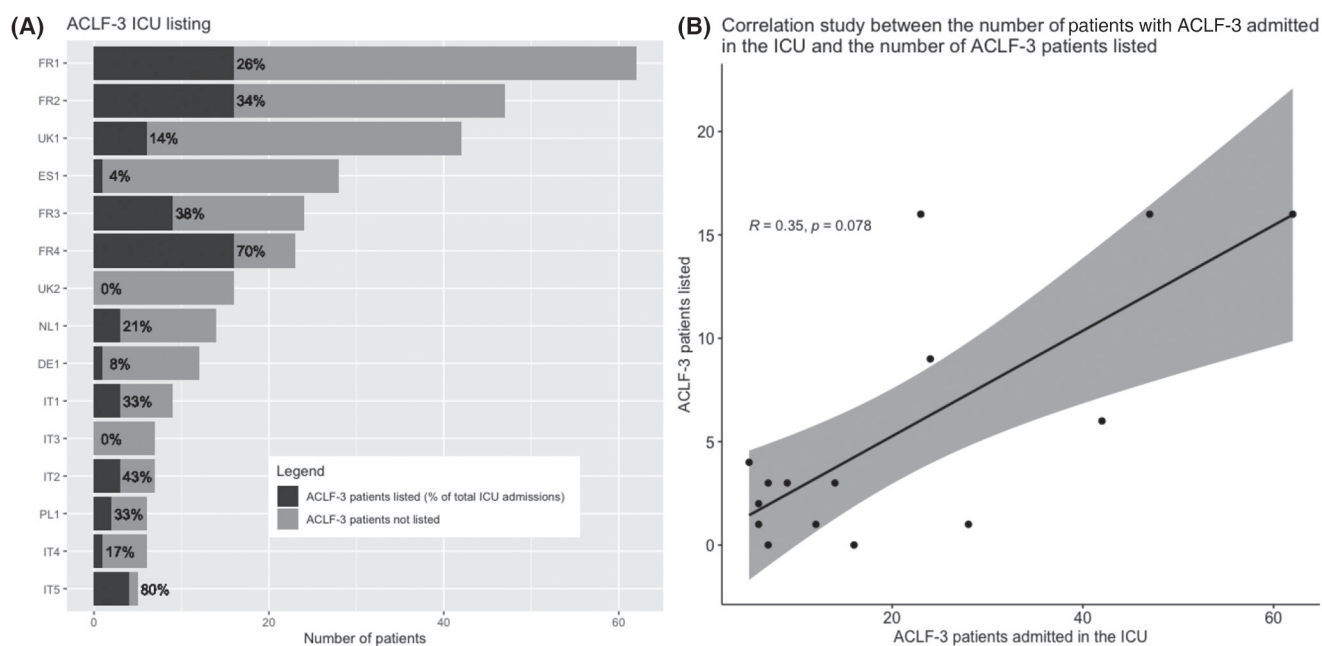 (A) ACLF-3 ICU listing
FR1 26%
FR2 34%
UK1 14%
ES1 4%
FR3 38%
FR4 70%
UK2 0%
NL1 21%
DE1 8%
IT1 33%
IT3 0%
IT2 43%
PL1 33%
IT4 17%
IT5 80%
Legend
ACLF-3 patients listed (% of total ICU admissions)
ACLF-3 patients not listed
0 20 40 60
Number of patients
(B) Correlation study between the number of patients with ACLF-3 admitted
in the ICU and the number of ACLF-3 patients listed
ACLF-3 patients listed
20
15
10
5
0
R = 0.35, p = 0.078
20 40 60
ACLF-3 patients admitted in the ICU